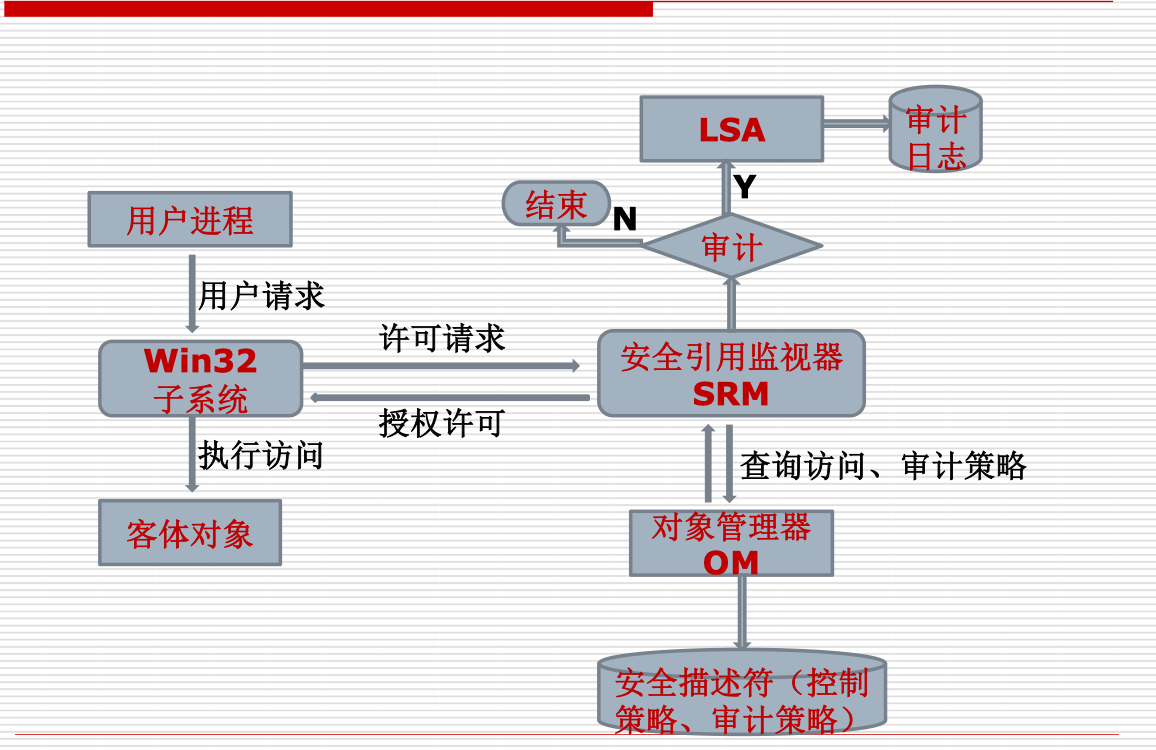 LSA
审计
日志
Y
结束
N
用户进程
审计
用户请求
许可请求
Win32
子系统
安全引用监视器
SRM
授权许可
执行访问
查询访问、审计策略
客体对象
对象管理器
OM
安全描述符（控制
策略、审计策略）